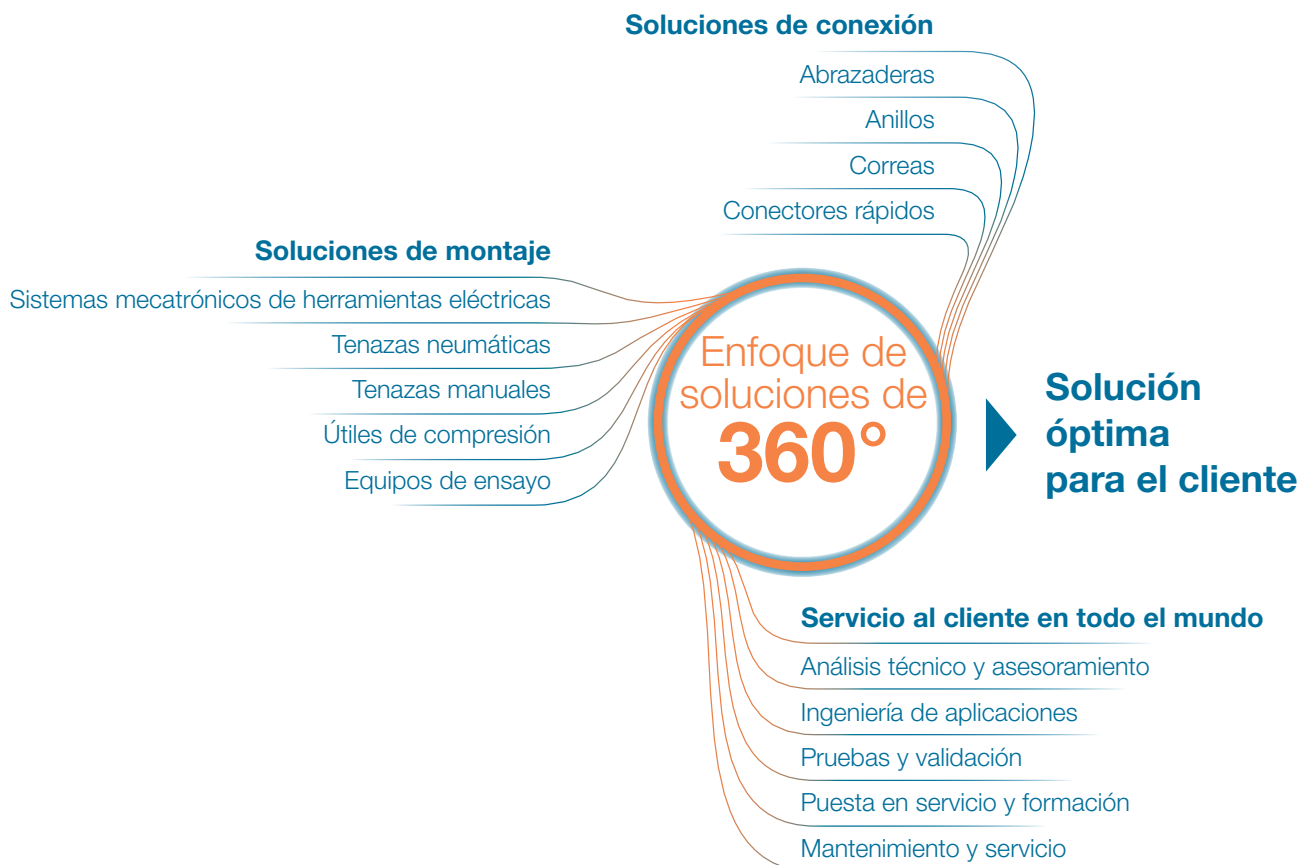 Soluciones de conexión
Abrazaderas
Anillos
Correas
Conectores rápidos
Soluciones de montaje
Sistemas mecatrónicos de herramientas eléctricas
Tenazas neumáticas
Tenazas manuales
Útiles de compresión
Equipos de ensayo
Enfoque de
soluciones de
360°
Solución
óptima
para el cliente
Servicio al cliente en todo el mundo
Análisis técnico y asesoramiento
Ingeniería de aplicaciones
Pruebas y validación
Puesta en servicio y formación
Mantenimiento y servicio